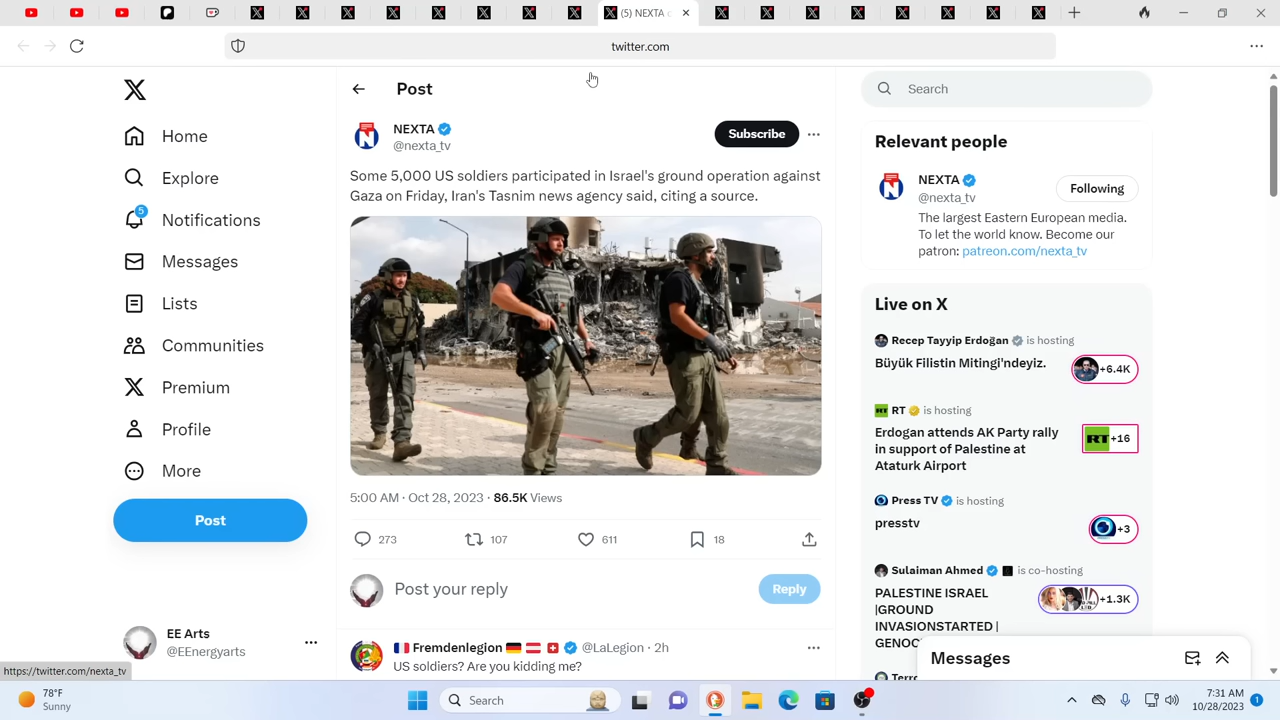 (5) NEXTA
twitter.com
Post
Search
NEXTA
@nexta_tv
Subscribe
Some 5,000 US soldiers participated in Israel's ground operation against
Gaza on Friday, Iran's Tasnim news agency said, citing a source.
5:00 AM · Oct 28, 2023 · 86.5K Views
273
107
611
18
Post your reply
Reply
Fremdenlegion
@LaLegion · 2h
US soldiers? Are you kidding me?
Home
Explore
5
Notifications
Messages
Lists
Communities
Premium
Profile
More
Post
EE Arts
@EEnergyarts
https://twitter.com/nexta_tv
Relevant people
NEXTA
@nexta_tv
Following
The largest Eastern European media.
To let the world know. Become our
patron: patreon.com/nexta_tv
Live on X
Recep Tayyip Erdoğan is hosting
Büyük Filistin Mitingi'ndeyiz.
+6.4K
RT is hosting
Erdogan attends AK Party rally
in support of Palestine at
Ataturk Airport
RT +16
Press TV is hosting
presstv
+3
Sulaiman Ahmed is co-hosting
PALESTINE ISRAEL
|GROUND
INVASIONSTARTED |
+1.3K
Messages
78°F
Sunny
Search
7:31 AM
10/28/2023
1